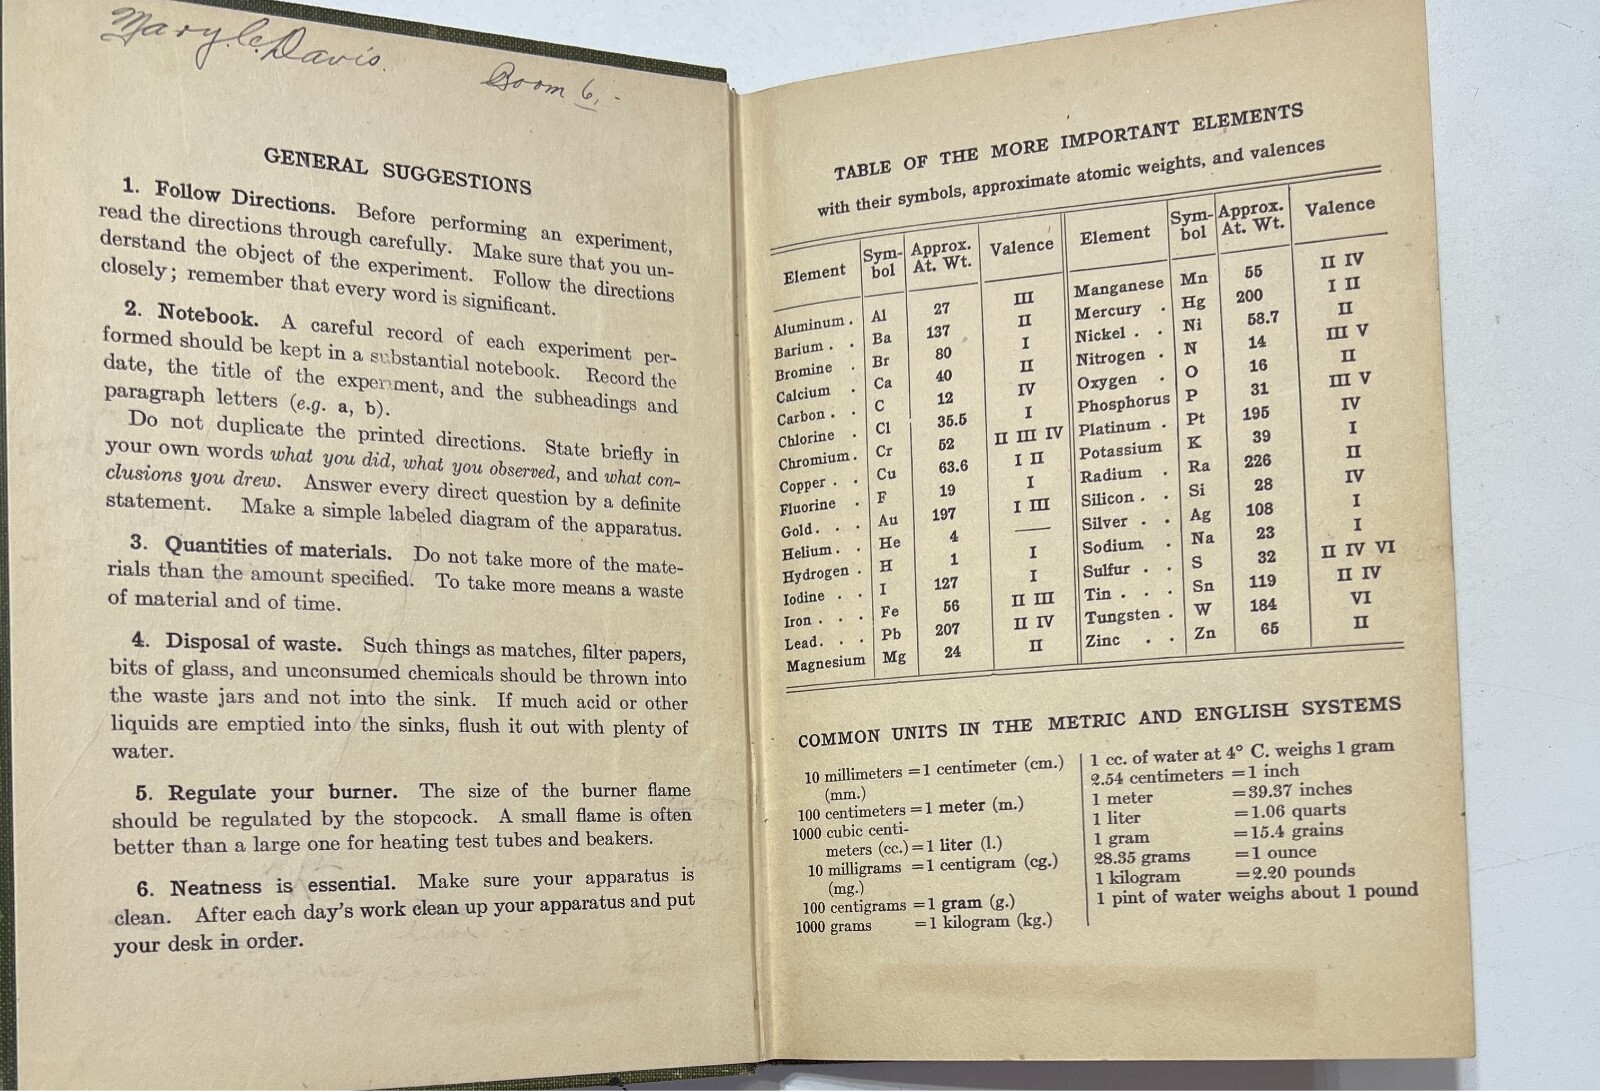 Mary C. Davis.
Room 6, -
GENERAL SUGGESTIONS
1. Follow Directions. Before performing an experiment,
read the directions through carefully. Make sure that you un-
derstand the object of the experiment. Follow the directions
closely; remember that every word is significant.
2. Notebook. A careful record of each experiment per-
formed should be kept in a substantial notebook. Record the
date, the title of the experiment, and the subheadings and
paragraph letters (e.g. a, b).
Do not duplicate the printed directions. State briefly in
your own words what you did, what you observed, and what con-
clusions you drew. Answer every direct question by a definite
statement. Make a simple labeled diagram of the apparatus.
3. Quantities of materials. Do not take more of the mate-
rials than the amount specified. To take more means a waste
of material and of time.
4. Disposal of waste. Such things as matches, filter papers,
bits of glass, and unconsumed chemicals should be thrown into
the waste jars and not into the sink. If much acid or other
liquids are emptied into the sinks, flush it out with plenty of
water.
5. Regulate your burner. The size of the burner flame
should be regulated by the stopcock. A small flame is often
better than a large one for heating test tubes and beakers.
6. Neatness is essential. Make sure your apparatus is
clean. After each day's work clean up your apparatus and put
your desk in order.
TABLE OF THE MORE IMPORTANT ELEMENTS
with their symbols, approximate atomic weights, and valences
Element Sym-bol Approx. At. Wt. Valence Element Sym-bol Approx. At. Wt. Valence
Aluminum . Al 27 III Manganese Mn 55 II IV
Barium . . Ba 137 II Mercury . Hg 200 I II
Bromine . Br 80 I Nickel . . Ni 58.7 II
Calcium Ca 40 II Nitrogen . N 14 III V
Carbon . . C 12 IV Oxygen . O 16 II
Chlorine . Cl 35.5 I Phosphorus P 31 III V
Chromium . Cr 52 II III IV Platinum . Pt 195 IV
Copper . . Cu 63.6 I II Potassium K 39 I
Fluorine . F 19 I Radium . Ra 226 II
Gold . . . Au 197 I III Silicon . . Si 28 IV
Helium . . He 4 — Silver . . Ag 108 I
Hydrogen . H 1 I Sodium . Na 23 I
Iodine . . I 127 I Sulfur . . S 32 II IV VI
Iron . . . Fe 56 II III Tin . . . Sn 119 II IV
Lead . . . Pb 207 II IV Tungsten . W 184 VI
Magnesium Mg 24 II Zinc . . Zn 65 II
COMMON UNITS IN THE METRIC AND ENGLISH SYSTEMS
10 millimeters = 1 centimeter (cm.)
(mm.)
100 centimeters = 1 meter (m.)
1000 cubic centi-
meters (cc.) = 1 liter (l.)
10 milligrams = 1 centigram (cg.)
(mg.)
100 centigrams = 1 gram (g.)
1000 grams = 1 kilogram (kg.)
1 cc. of water at 4° C. weighs 1 gram
2.54 centimeters = 1 inch
1 meter = 39.37 inches
1 liter = 1.06 quarts
1 gram = 15.4 grains
28.35 grams = 1 ounce
1 kilogram = 2.20 pounds
1 pint of water weighs about 1 pound